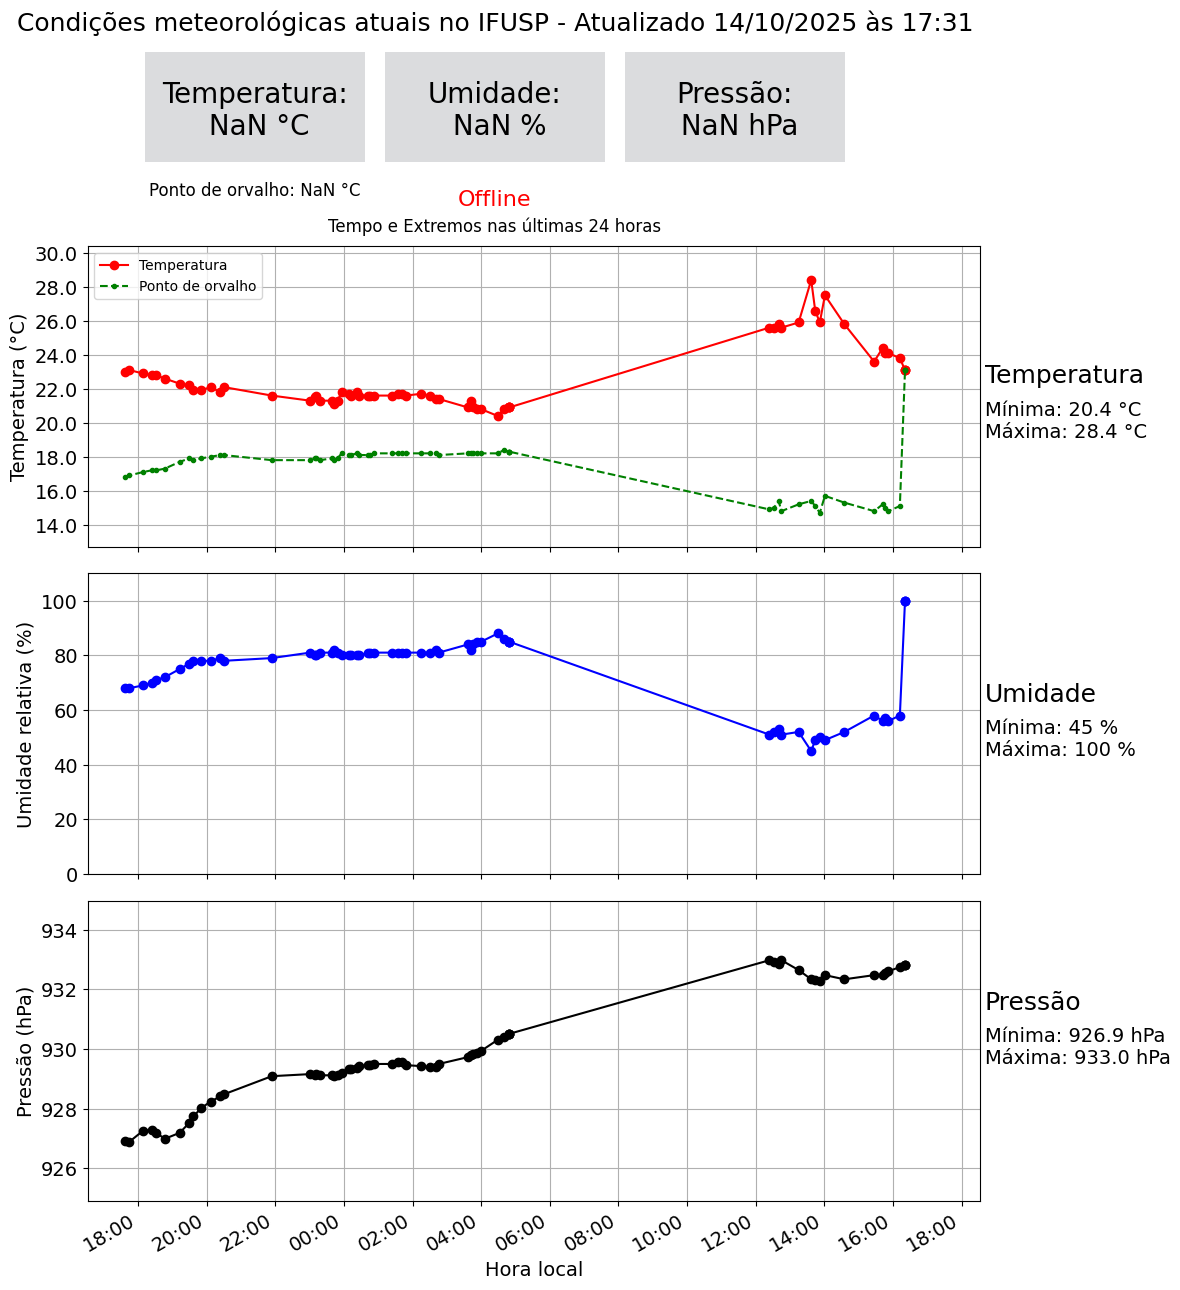 Condições meteorológicas atuais no IFUSP - Atualizado 14/10/2025 às 17:31
Temperatura:
NaN °C
Umidade:
NaN %
Pressão:
NaN hPa
Ponto de orvalho: NaN °C
Offline
Tempo e Extremos nas últimas 24 horas
Temperatura (°C)
30.0
28.0
26.0
24.0
22.0
20.0
18.0
16.0
14.0
Temperatura
Ponto de orvalho
Temperatura
Mínima: 20.4 °C
Máxima: 28.4 °C
Umidade relativa (%)
100
80
60
40
20
0
Umidade
Mínima: 45 %
Máxima: 100 %
Pressão (hPa)
934
932
930
928
926
Pressão
Mínima: 926.9 hPa
Máxima: 933.0 hPa
18:00 20:00 22:00 00:00 02:00 04:00 06:00 08:00 10:00 12:00 14:00 16:00 18:00
Hora local